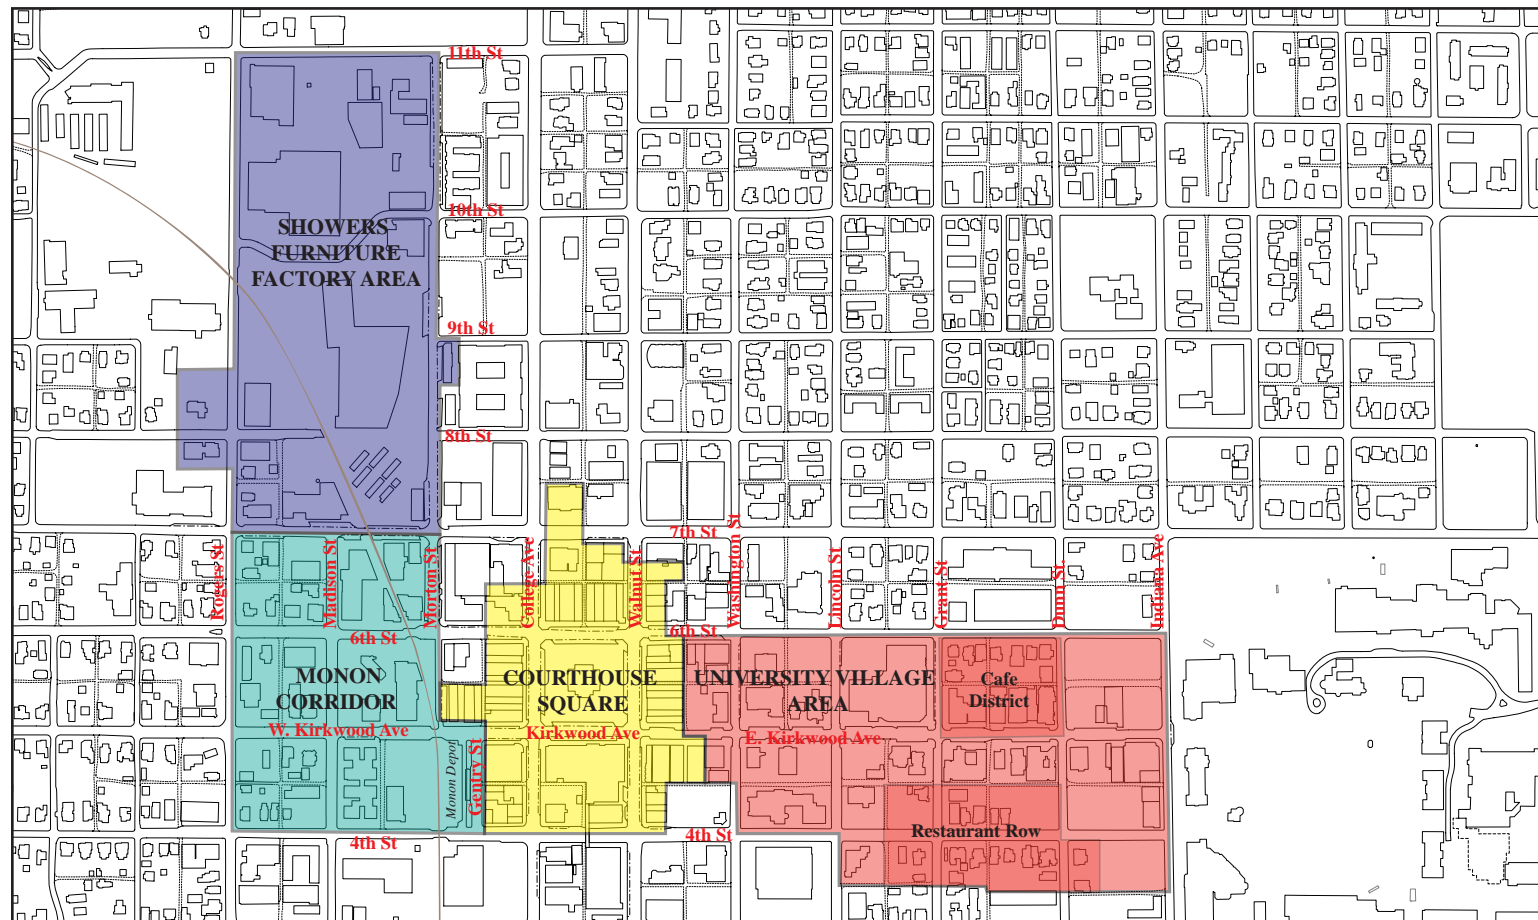 11th St
10th St
SHOWERS
FURNITURE
FACTORY AREA
9th St
8th St
7th St
Rogers St
Madison St
Morton St
College Ave
Walnut St
Washington St
Lincoln St
Grant St
Dunn St
Indiana Ave
6th St
6th St
MONON
CORRIDOR
COURTHOUSE
SQUARE
UNIVERSITY VILLAGE
AREA
Cafe
District
W. Kirkwood Ave
Kirkwood Ave
E. Kirkwood Ave
Monon Depot
Gentry St
4th St
4th St
Restaurant Row